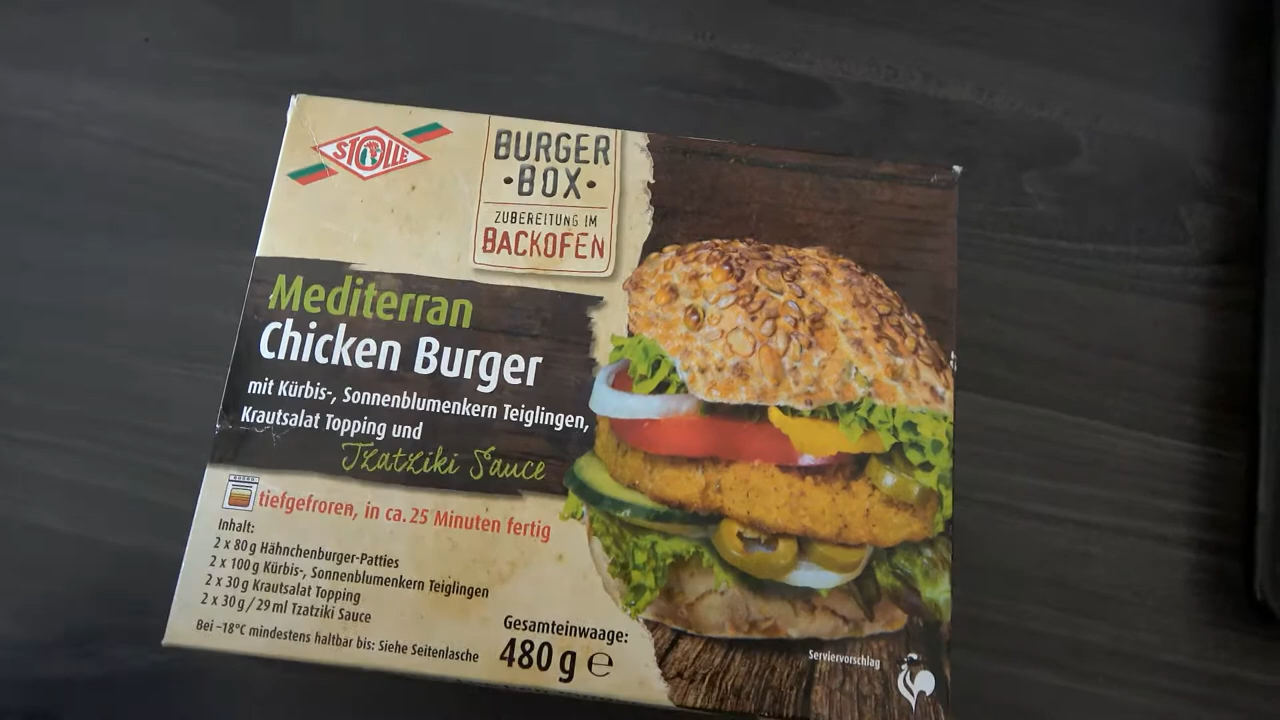 STOLLE
BURGER
•BOX•
ZUBEREITUNG IM
BACKOFEN
Mediterran
Chicken Burger
mit Kürbis-, Sonnenblumenkern Teiglingen,
Krautsalat Topping und
Tzatziki Sauce
tiefgefroren, in ca. 25 Minuten fertig
Inhalt:
2 x 80 g Hähnchenburger-Patties
2 x 100 g Kürbis-, Sonnenblumenkern Teiglingen
2 x 30 g Krautsalat Topping
2 x 30 g / 29 ml Tzatziki Sauce
Bei –18°C mindestens haltbar bis: Siehe Seitenlasche
Gesamteinwaage:
480 g ℮
Serviervorschlag